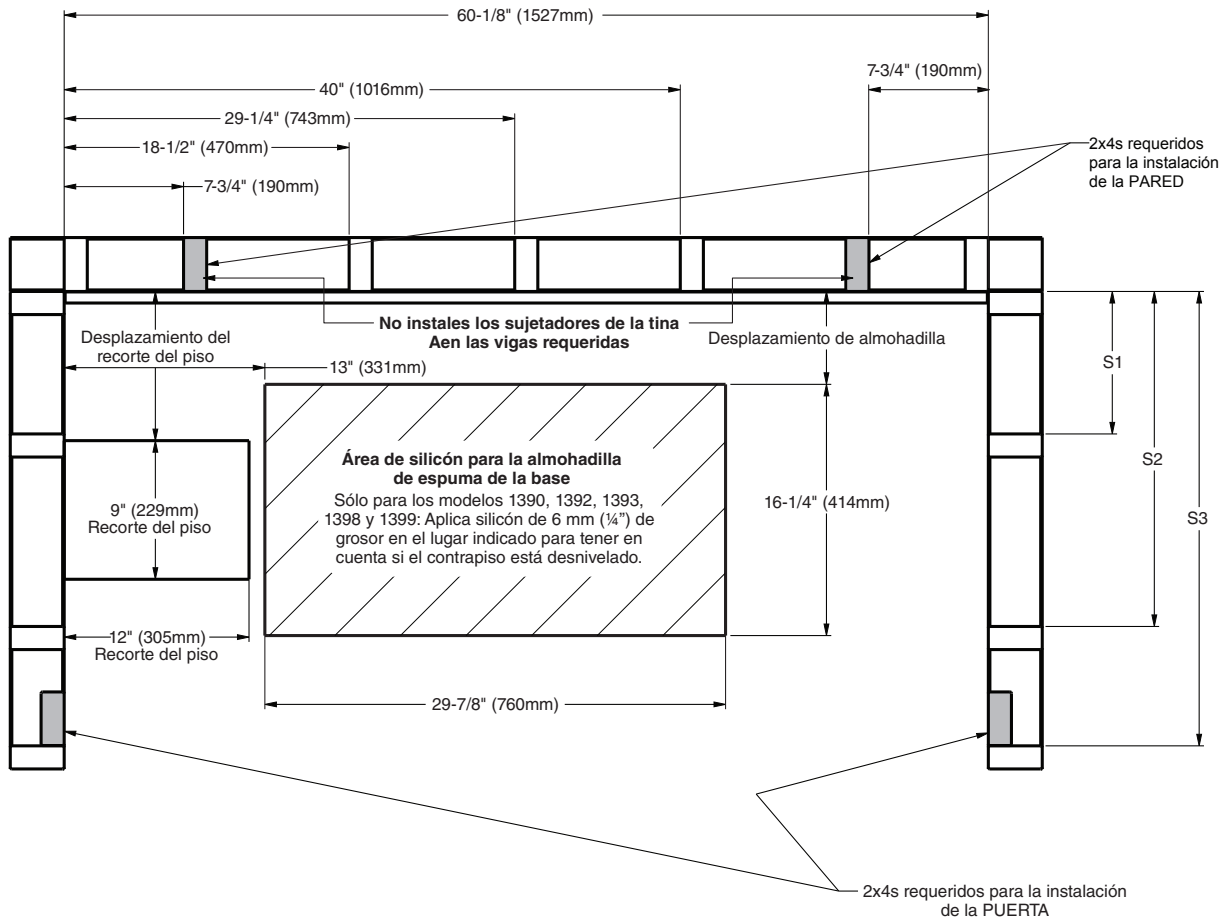 60-1/8" (1527mm)
7-3/4" (190mm)
40" (1016mm)
29-1/4" (743mm)
18-1/2" (470mm)
7-3/4" (190mm)
2x4s requeridos
para la instalación
de la PARED
No instales los sujetadores de la tina
Aen las vigas requeridas
Desplazamiento del
recorte del piso
Desplazamiento de almohadilla
13" (331mm)
S1
Área de silicón para la almohadilla
de espuma de la base
Sólo para los modelos 1390, 1392, 1393,
1398 y 1399: Aplica silicón de 6 mm (¼”) de
grosor en el lugar indicado para tener en
cuenta si el contrapiso está desnivelado.
S2
16-1/4" (414mm)
9" (229mm)
Recorte del piso
S3
12" (305mm)
Recorte del piso
29-7/8" (760mm)
2x4s requeridos para la instalación
de la PUERTA